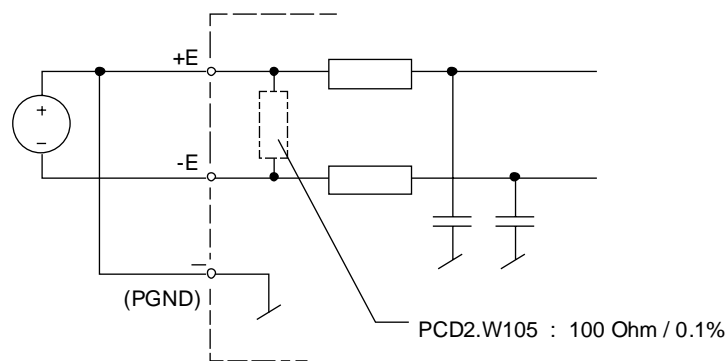 +E
+
–
-E
–
(PGND)
PCD2.W105 : 100 Ohm / 0.1%